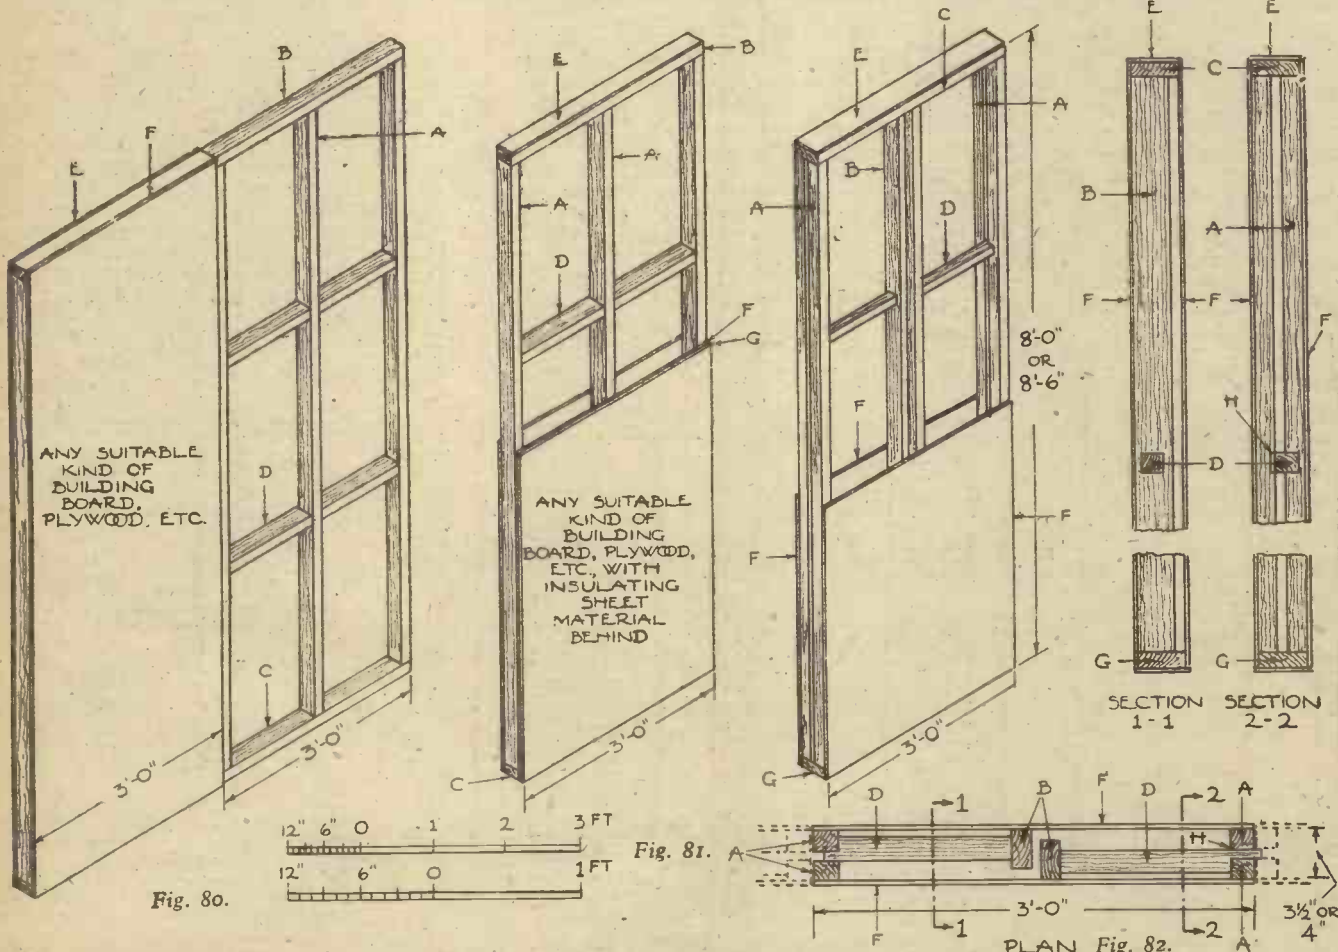 B
F
E
A
D
C
ANY SUITABLE
KIND OF
BUILDING
BOARD,
PLYWOOD, ETC.
3'-0"
3'-0"
Fig. 80.
12" 6" 0 1 2 3 FT
12" 6" 0 1 FT
E
B
A
A
D
F
G
ANY SUITABLE
KIND OF
BUILDING
BOARD, PLYWOOD,
ETC., WITH
INSULATING
SHEET
MATERIAL
BEHIND
C
3'-0"
Fig. 81.
C
E
A
B
A
D
F
F
F
G
8'-0"
OR
8'-6"
3'-0"
E
E
C
B
A
F
F
F
H
D
G
G
SECTION
1-1
SECTION
2-2
D
1
B
F
D
2
A
A
H
F
1
3'-0"
2
A
3½" OR
4"
PLAN Fig. 82.